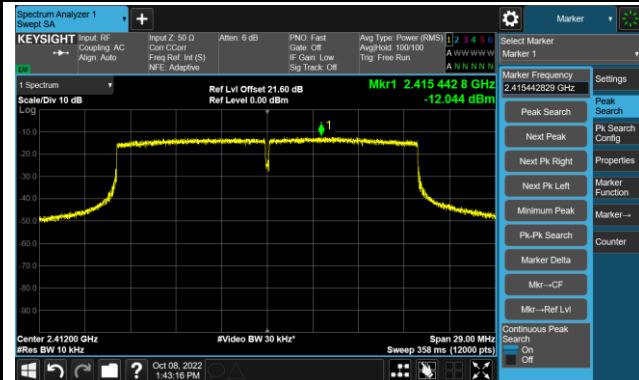 Spectrum Analyzer 1
Swept SA
+
Marker
KEYSIGHT
Input: RF
Coupling: AC
Align: Auto
Input Z: 50 Ω
Corr CCorr
Freq Ref: Int (S)
NFE: Adaptive
Atten: 6 dB
PNO: Fast
Gate: Off
IF Gain: Low
Sig Track: Off
Avg Type: Power (RMS)
Avg|Hold: 100/100
Trig: Free Run
1 2 3 4 5 6
A W W W W W
A N N N N N
LXI
Select Marker
Marker 1
1 Spectrum
Scale/Div 10 dB
Ref Lvl Offset 21.60 dB
Ref Level 0.00 dBm
Mkr1 2.415 442 8 GHz
-12.044 dBm
Log
-10.0
-20.0
-30.0
-40.0
-50.0
-60.0
-70.0
-80.0
-90.0
1
Center 2.41200 GHz
#Res BW 10 kHz
#Video BW 30 kHz*
Span 29.00 MHz
Sweep 358 ms (12000 pts)
Marker Frequency
2.415442829 GHz
Peak Search
Next Peak
Next Pk Right
Next Pk Left
Minimum Peak
Pk-Pk Search
Marker Delta
Mkr→CF
Mkr→Ref Lvl
Continuous Peak
Search
On
Off
Settings
Peak
Search
Pk Search
Config
Properties
Marker
Function
Marker→
Counter
?
Oct 08, 2022
1:43:16 PM